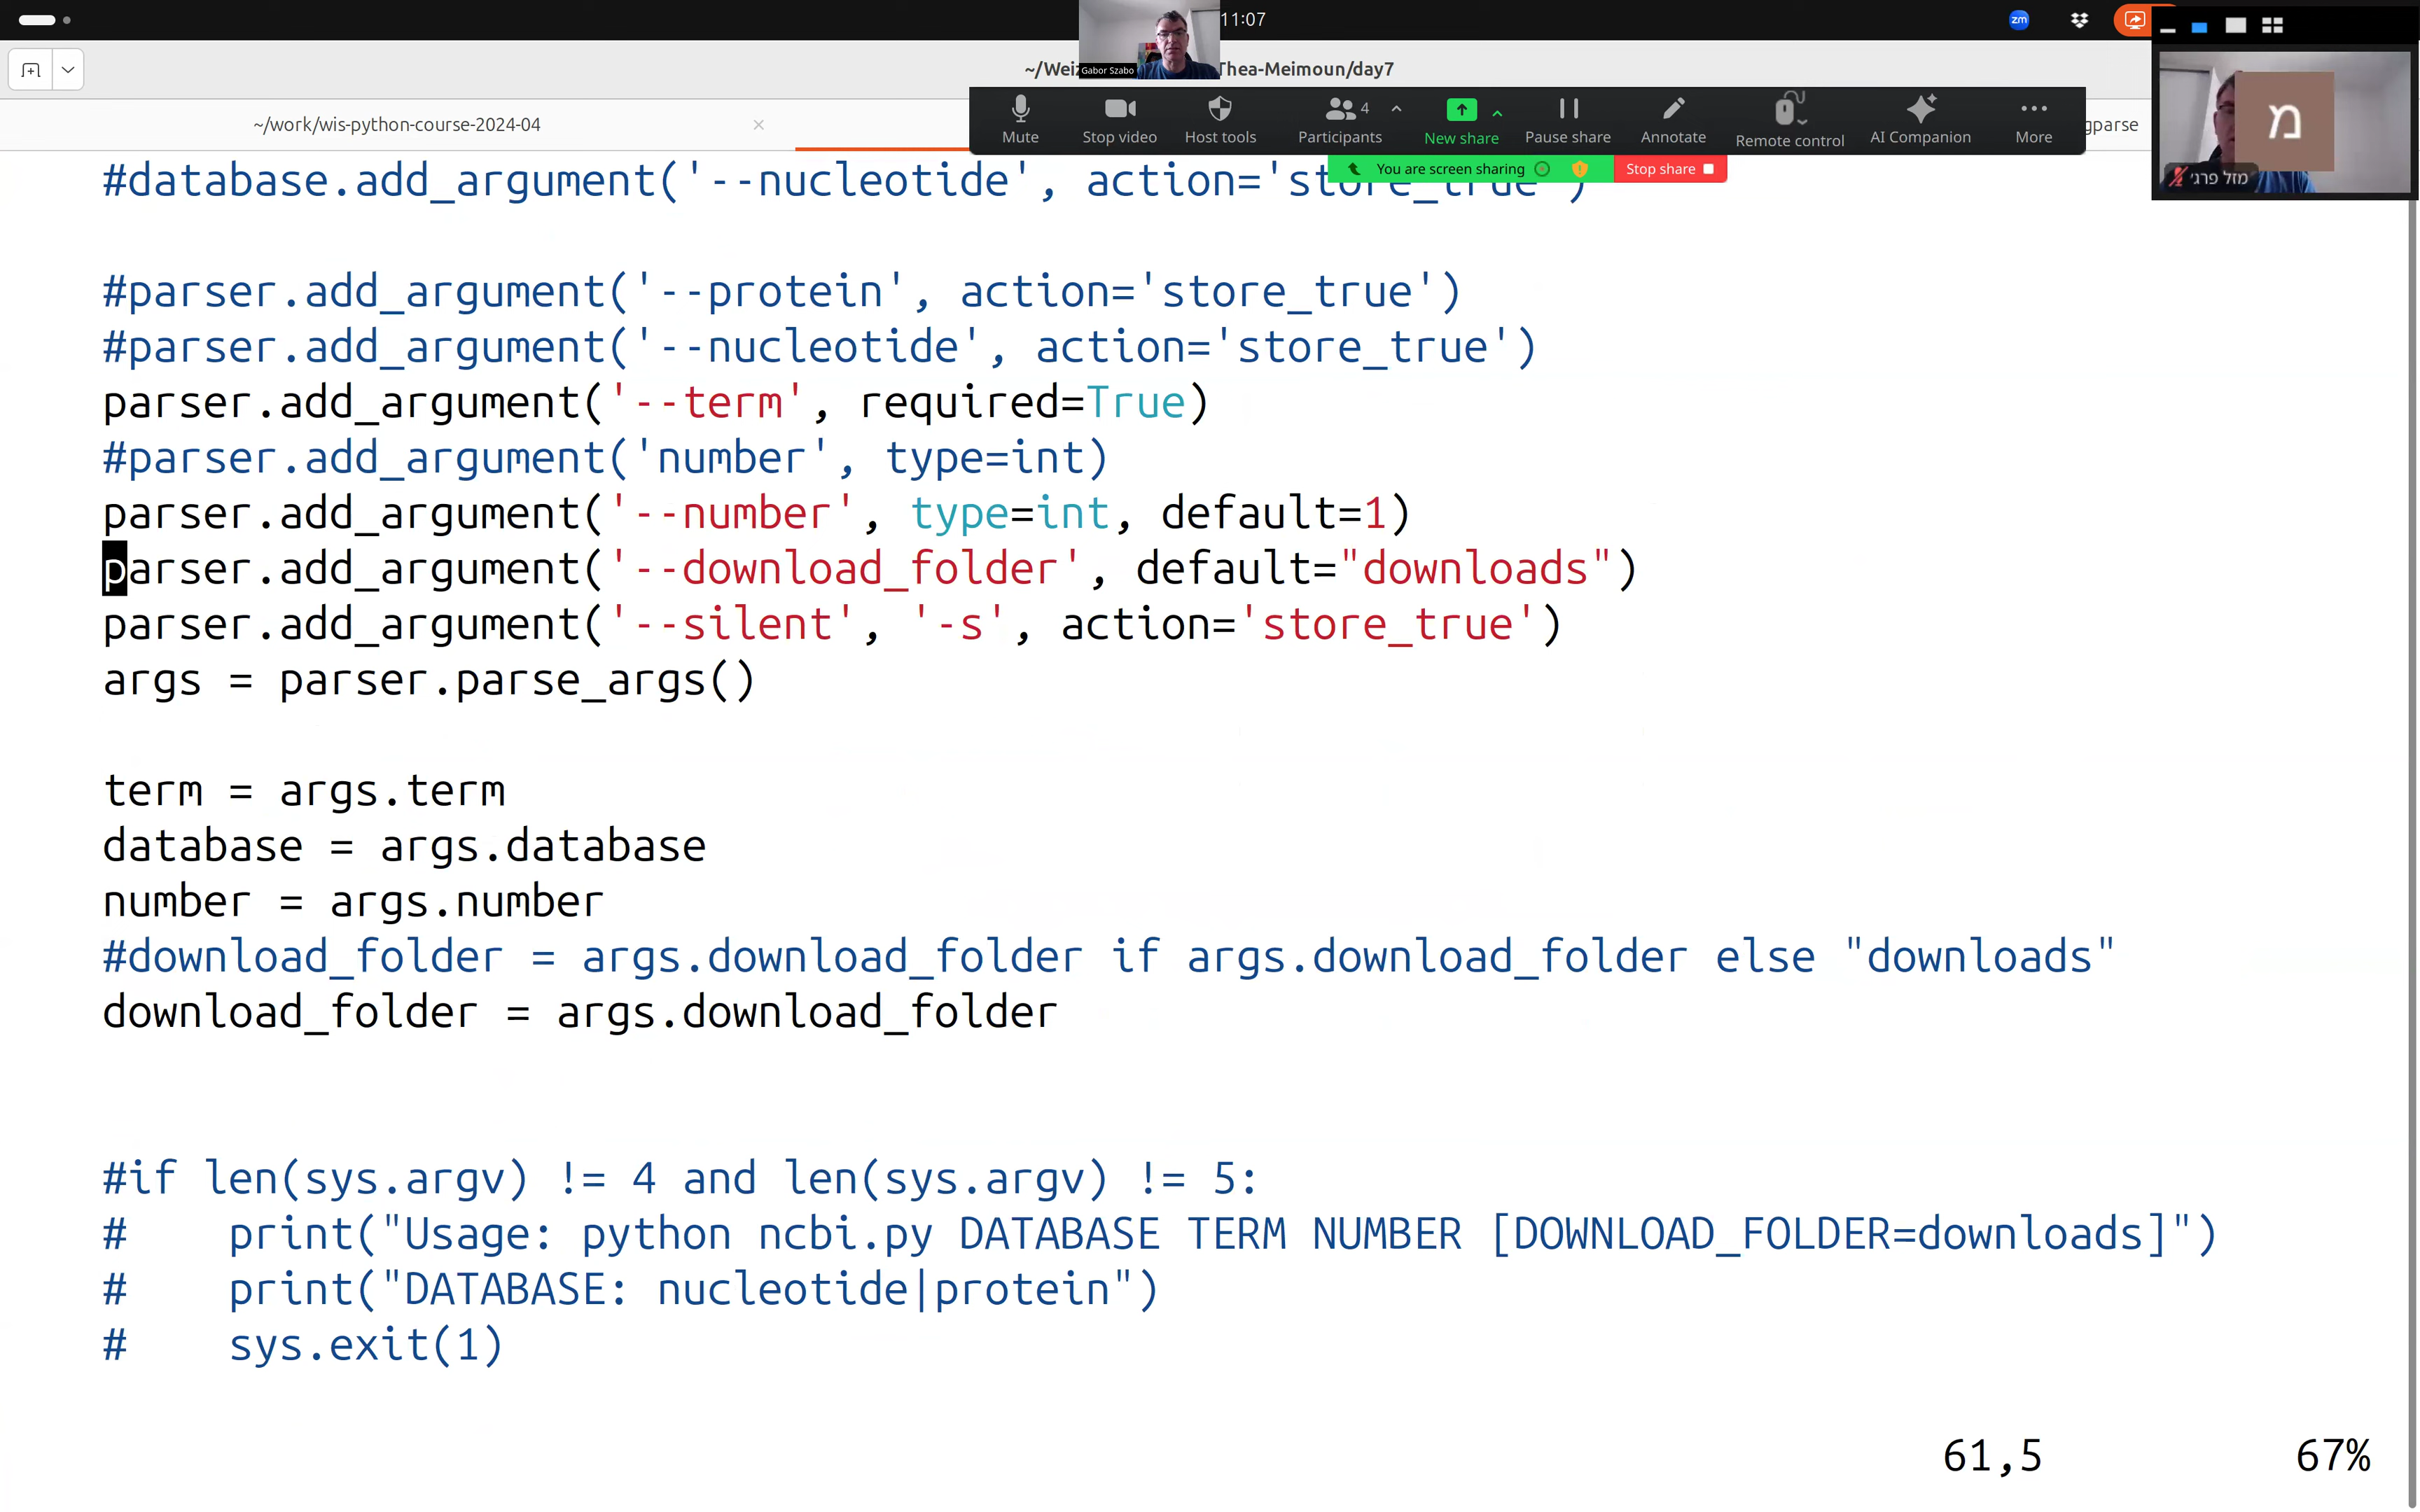 11:07
zm
Gabor Szabo
~/Weiz
Thea-Meimoun/day7
~/work/wis-python-course-2024-04
gparse
Mute
Stop video
Host tools
Participants
4
New share
Pause share
Annotate
Remote control
AI Companion
More
You are screen sharing
Stop share
מ
מזל פרג'י
#database.add_argument('--nucleotide', action='store_true')
#parser.add_argument('--protein', action='store_true')
#parser.add_argument('--nucleotide', action='store_true')
parser.add_argument('--term', required=True)
#parser.add_argument('number', type=int)
parser.add_argument('--number', type=int, default=1)
parser.add_argument('--download_folder', default="downloads")
parser.add_argument('--silent', '-s', action='store_true')
args = parser.parse_args()
term = args.term
database = args.database
number = args.number
#download_folder = args.download_folder if args.download_folder else "downloads"
download_folder = args.download_folder
#if len(sys.argv) != 4 and len(sys.argv) != 5:
#    print("Usage: python ncbi.py DATABASE TERM NUMBER [DOWNLOAD_FOLDER=downloads]")
#    print("DATABASE: nucleotide|protein")
#    sys.exit(1)
61,5
67%